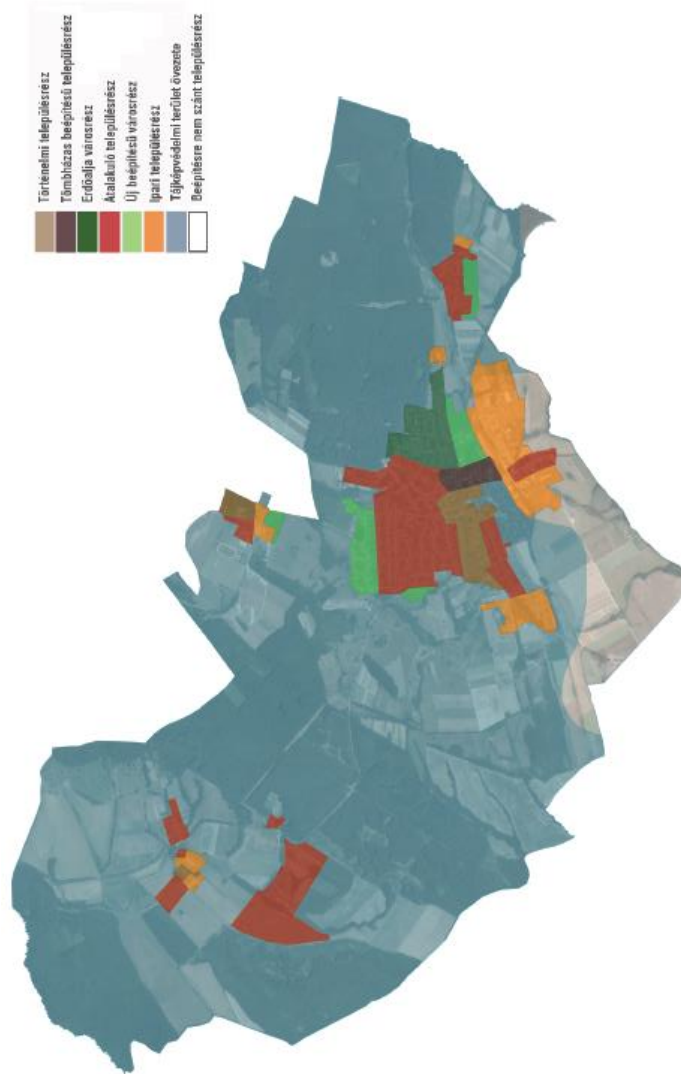 Történelmi településrész
Tömbházas beépítésű településrész
Erdőalja városrész
Átalakuló településrész
Új beépítésű városrész
Ipari településrész
Tájképvédelmi terület övezete
Beépítésre nem szánt településrész